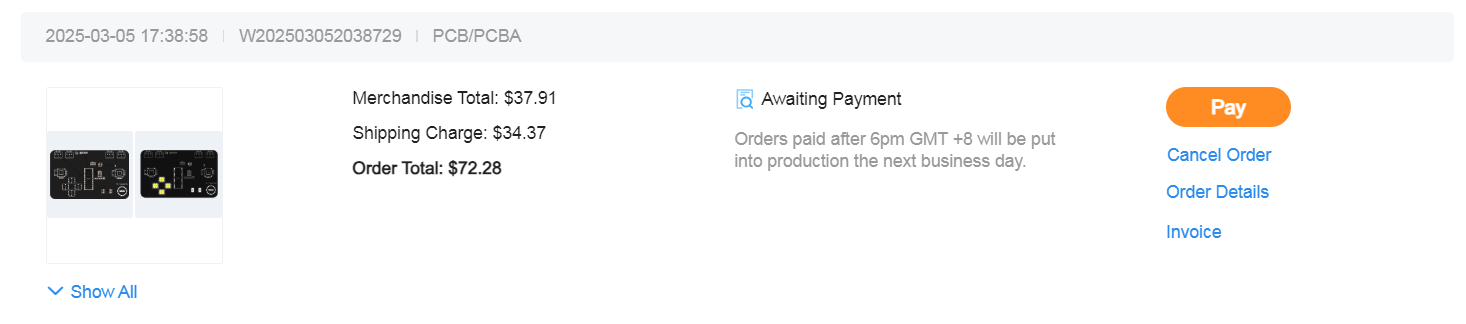 2025-03-05 17:38:58 | W202503052038729 | PCB/PCBA
Merchandise Total: $37.91
Shipping Charge: $34.37
Order Total: $72.28
Awaiting Payment
Orders paid after 6pm GMT +8 will be put
into production the next business day.
Pay
Cancel Order
Order Details
Invoice
Show All